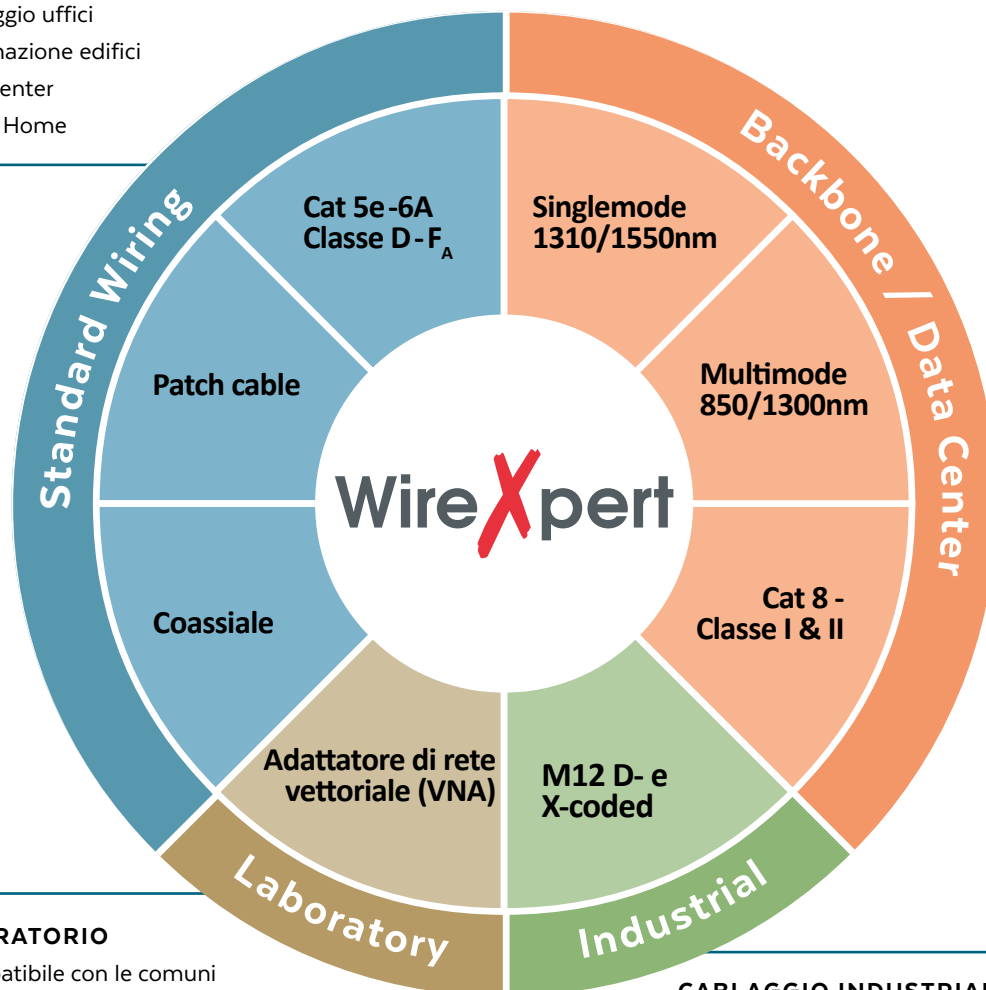 ggio uffici
nazione edifici
enter
Home
Standard Wiring
Backbone / Data Center
Cat 5e-6A
Classe D-FA
Singlemode
1310/1550nm
Patch cable
Multimode
850/1300nm
WireXpert
Coassiale
Cat 8 -
Classe I & II
Adattatore di rete
vettoriale (VNA)
M12 D- e
X-coded
Laboratory
Industrial
RATORIO
patibile con le comuni
CABLAGGIO INDUSTRIAL